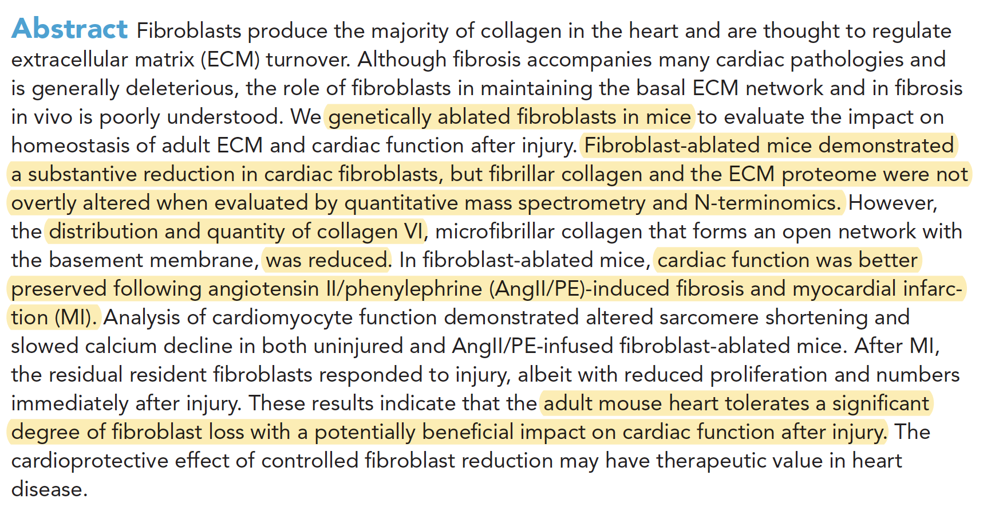 Abstract Fibroblasts produce the majority of collagen in the heart and are thought to regulate
extracellular matrix (ECM) turnover. Although fibrosis accompanies many cardiac pathologies and
is generally deleterious, the role of fibroblasts in maintaining the basal ECM network and in fibrosis
in vivo is poorly understood. We genetically ablated fibroblasts in mice to evaluate the impact on
homeostasis of adult ECM and cardiac function after injury. Fibroblast-ablated mice demonstrated
a substantive reduction in cardiac fibroblasts, but fibrillar collagen and the ECM proteome were not
overtly altered when evaluated by quantitative mass spectrometry and N-terminomics. However,
the distribution and quantity of collagen VI, microfibrillar collagen that forms an open network with
the basement membrane, was reduced. In fibroblast-ablated mice, cardiac function was better
preserved following angiotensin II/phenylephrine (AngII/PE)-induced fibrosis and myocardial infarc-
tion (MI). Analysis of cardiomyocyte function demonstrated altered sarcomere shortening and
slowed calcium decline in both uninjured and AngII/PE-infused fibroblast-ablated mice. After MI,
the residual resident fibroblasts responded to injury, albeit with reduced proliferation and numbers
immediately after injury. These results indicate that the adult mouse heart tolerates a significant
degree of fibroblast loss with a potentially beneficial impact on cardiac function after injury. The
cardioprotective effect of controlled fibroblast reduction may have therapeutic value in heart
disease.